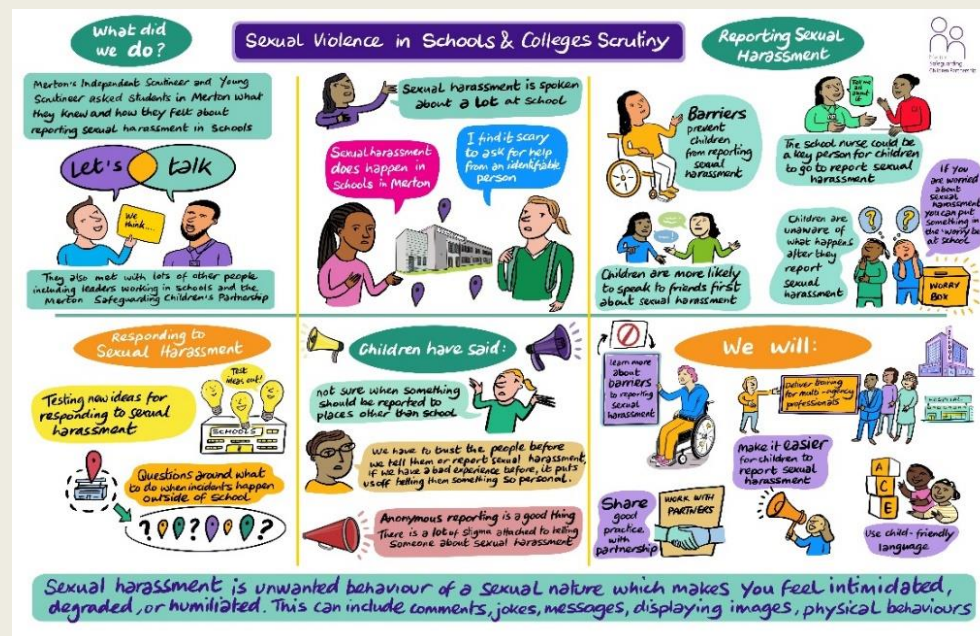 What did
we do?
Merton's Independent Scrutineer and Young
Scrutineer asked students in Merton what
they knew and how they felt about
reporting sexual harassment in Schools
Let's talk
We
think....
They also met with lots of other people
including leaders working in schools and the
Merton Safeguarding Children's Partnership
Sexual Violence in Schools & Colleges Scrutiny
Sexual harassment is spoken
about a lot at school
Sexual harassment
does happen in
Schools in Merton
I find it scary
to ask for help
from an identifiable
person
Reporting Sexual
Harassment
Merton
Safeguarding
Children Partnership
Barriers
prevent
children
from reporting
sexual
harassment
Tell me
about
it
The school nurse could be
a key person for children
to go to report sexual
harassment
Children are more likely
to speak to friends first
about sexual harassment
Children are
unaware of
what happens
after they
report
sexual
harassment
If you
are worried
about
sexual
harassment
you can put
something in
the worry box
at school
WORRY
BOX
Responding to
Sexual Harassment
Testing new ideas for
responding to sexual
harassment
Test
ideas out!
SCHOOLS
Questions around what
to do when incidents happen
outside of School
? ? ?
Children have said:
not sure when something
should be reported to
places other than school
We have to trust the people before
we tell them or report sexual harassment,
if we have a bad experience before, it puts
us off telling them something so personal.
Anonymous reporting is a good thing
There is a lot of stigma attached to telling
someone about sexual harassment
We will:
learn more
about
barriers
to reporting
sexual
harassment
Deliver training
for multi-agency
professionals
HOSPITAL
make it easier
for children to
report sexual
harassment
Share
good
practice
with
partnership
WORK WITH
PARTNERS
A
C
E
Use child-friendly
language
Sexual harassment is unwanted behaviour of a sexual nature which makes you feel intimidated,
degraded, or humiliated. This can include comments, jokes, messages, displaying images, physical behaviours